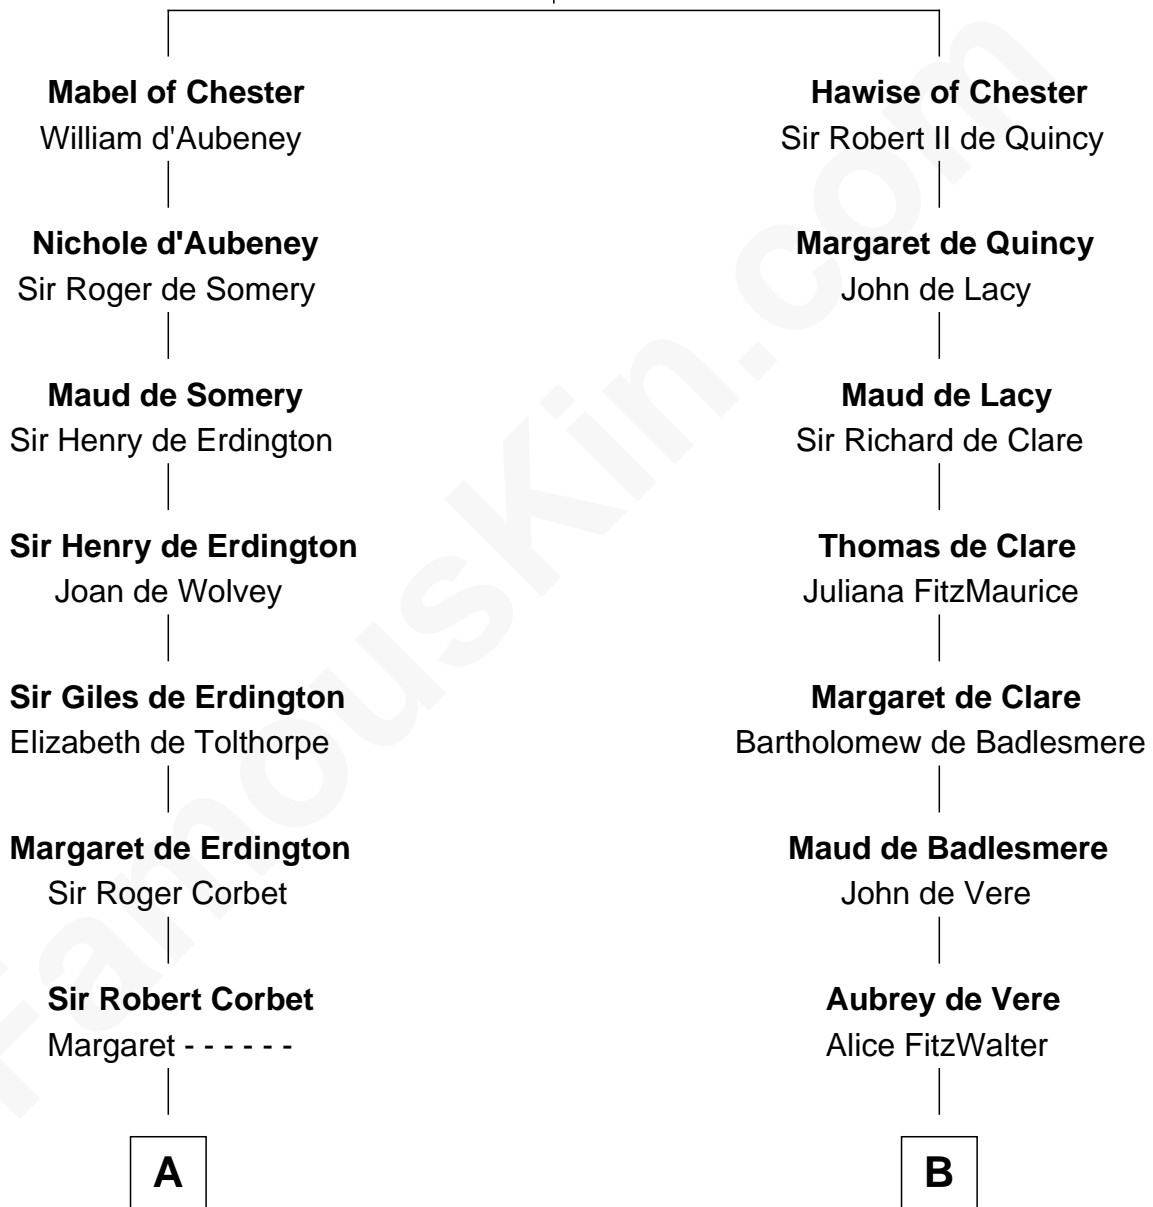 Mabel of Chester
William d'Aubeney
Hawise of Chester
Sir Robert II de Quincy
Nichole d'Aubeney
Sir Roger de Somery
Margaret de Quincy
John de Lacy
Maud de Somery
Sir Henry de Erdington
Maud de Lacy
Sir Richard de Clare
Sir Henry de Erdington
Joan de Wolvey
Thomas de Clare
Juliana FitzMaurice
Sir Giles de Erdington
Elizabeth de Tolthorpe
Margaret de Clare
Bartholomew de Badlesmere
Margaret de Erdington
Sir Roger Corbet
Maud de Badlesmere
John de Vere
Sir Robert Corbet
Margaret - - - - - -
Aubrey de Vere
Alice FitzWalter
A
B
FamousKin.com